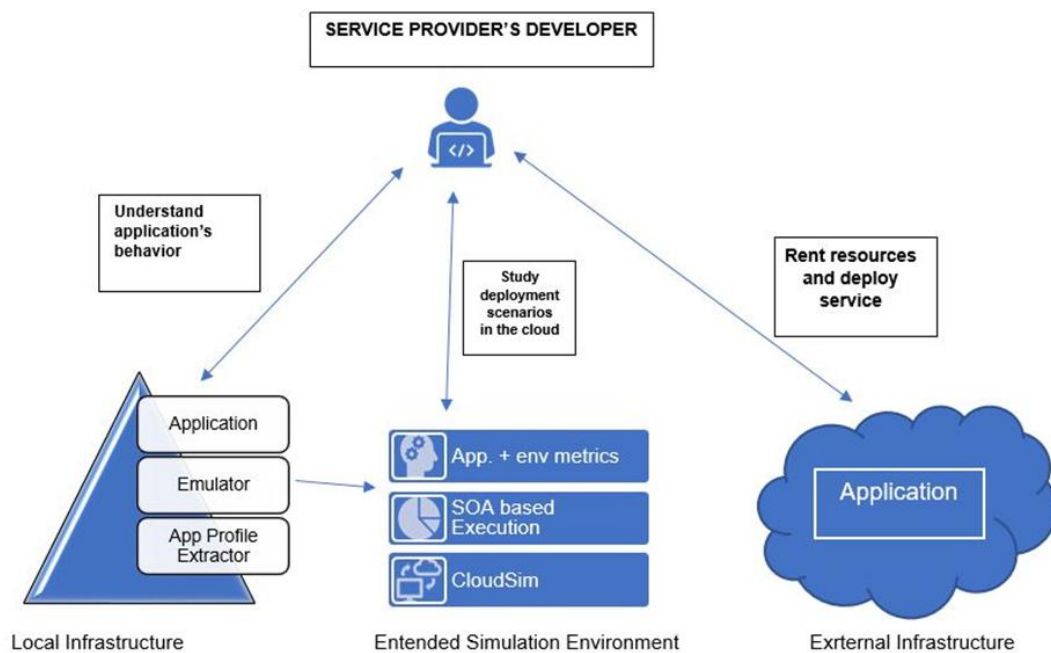 SERVICE PROVIDER'S DEVELOPER
</>
Understand
application's
behavior
Study
deployment
scenarios
in the cloud
Rent resources
and deploy
service
Application
Emulator
App Profile
Extractor
App. + env metrics
SOA based
Execution
CloudSim
Application
Local Infrastructure
Entended Simulation Environment
Exrternal Infrastructure